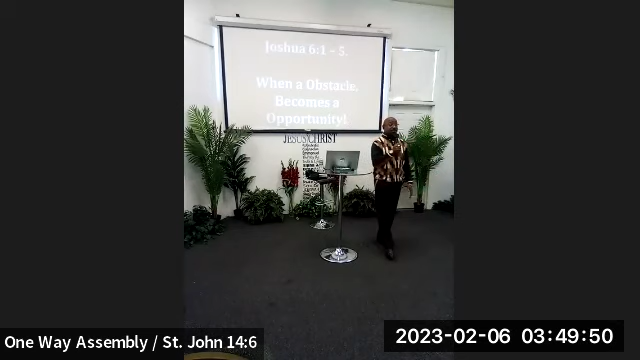 Joshua 6:1 – 5.
When a Obstacle.
Becomes a
Opportunity!
JESUS CHRIST
One Way Assembly / St. John 14:6
2023-02-06 03:49:50